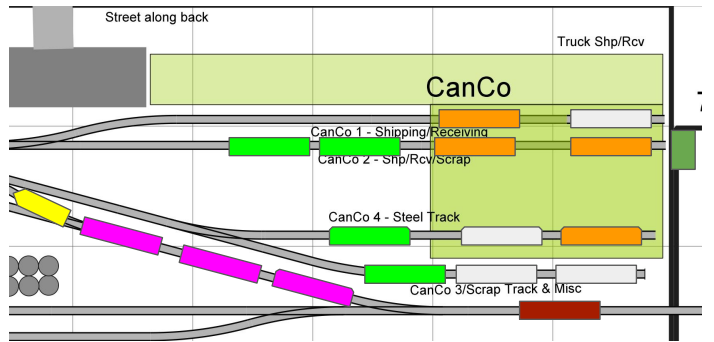 Street along back
Truck Shp/Rcv
CanCo
CanCo 1 - Shipping/Receiving
CanCo 2 - Shp/Rcv/Scrap
CanCo 4 - Steel Track
CanCo 3/Scrap Track & Misc